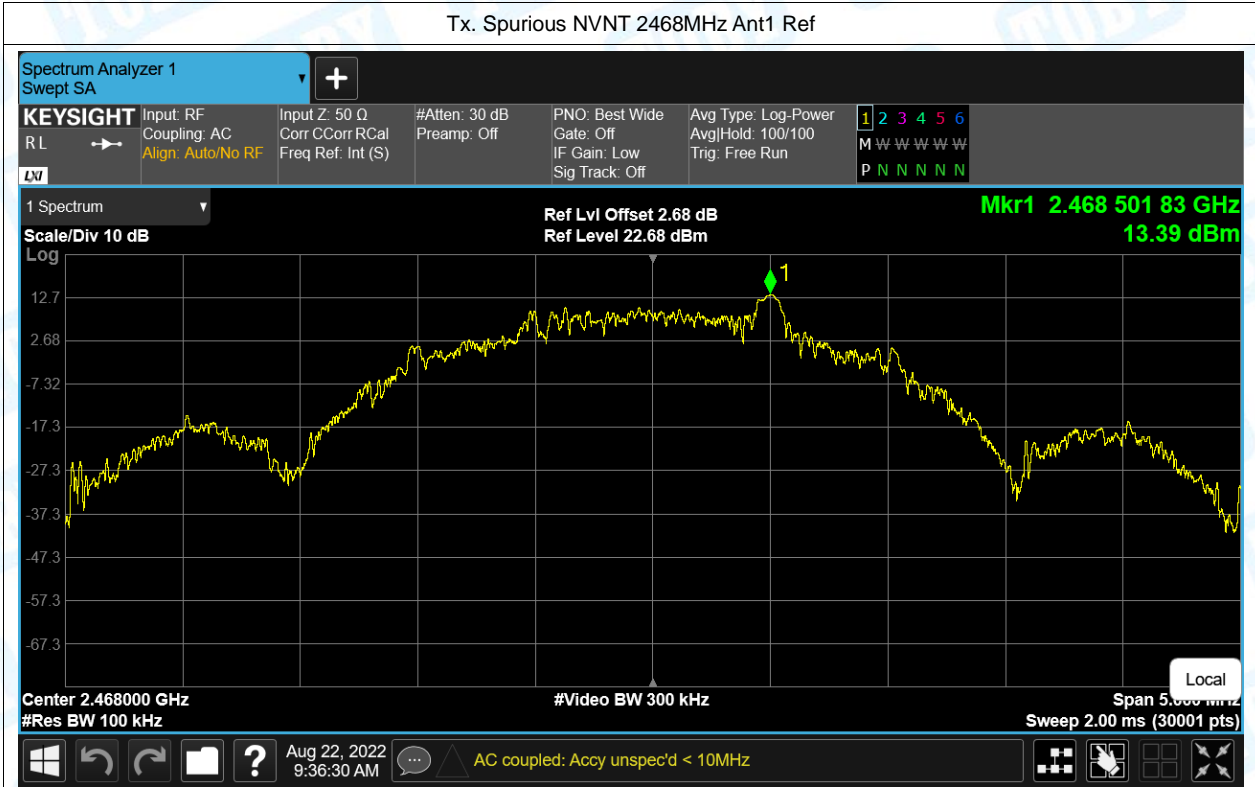 Tx. Spurious NVNT 2468MHz Ant1 Ref
Spectrum Analyzer 1
Swept SA
KEYSIGHT
R L
LXI
Input: RF
Coupling: AC
Align: Auto/No RF
Input Z: 50 Ω
Corr CCorr RCal
Freq Ref: Int (S)
#Atten: 30 dB
Preamp: Off
PNO: Best Wide
Gate: Off
IF Gain: Low
Sig Track: Off
Avg Type: Log-Power
Avg|Hold: 100/100
Trig: Free Run
1 2 3 4 5 6
M W W W W W
P N N N N N
1 Spectrum
Scale/Div 10 dB
Log
Ref Lvl Offset 2.68 dB
Ref Level 22.68 dBm
Mkr1 2.468 501 83 GHz
13.39 dBm
1
12.7
2.68
-7.32
-17.3
-27.3
-37.3
-47.3
-57.3
-67.3
Local
Center 2.468000 GHz
#Video BW 300 kHz
Span 5.000 MHz
#Res BW 100 kHz
Sweep 2.00 ms (30001 pts)
?
Aug 22, 2022
9:36:30 AM
AC coupled: Accy unspec'd < 10MHz